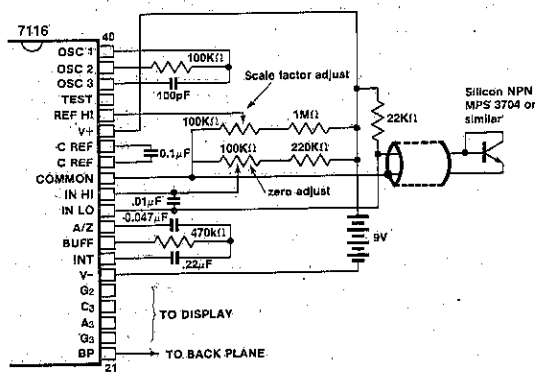 7116
40
OSC 1
OSC 2
OSC 3
TEST
REF HI
V+
C REF
C REF
COMMON
IN HI
IN LO
A/Z
BUFF
INT
V−
G2
C3
A3
G3
BP
21
100KΩ
100pF
Scale factor adjust
100KΩ
1MΩ
0.1μF
100KΩ
220KΩ
zero adjust
.01μF
0.047μF
470kΩ
.22μF
22KΩ
9V
Silicon NPN
MPS 3704 or
similar
TO DISPLAY
TO BACK PLANE